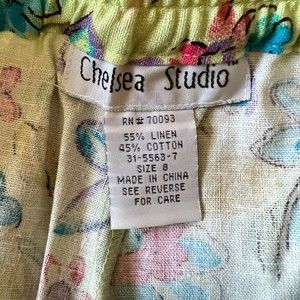 Chelsea Studio™
RN# 70093
55% LINEN
45% COTTON
31-5563-7
SIZE 8
MADE IN CHINA
SEE REVERSE
FOR CARE